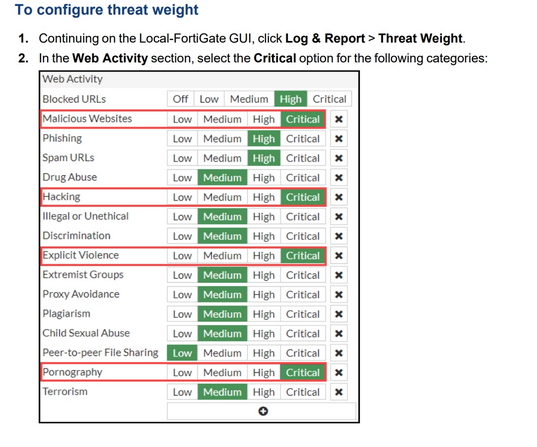 To configure threat weight
1. Continuing on the Local-FortiGate GUI, click Log & Report > Threat Weight.
2. In the Web Activity section, select the Critical option for the following categories:
Web Activity
Blocked URLs Off Low Medium High Critical
Malicious Websites Low Medium High Critical ✖
Phishing Low Medium High Critical ✖
Spam URLs Low Medium High Critical ✖
Drug Abuse Low Medium High Critical ✖
Hacking Low Medium High Critical ✖
Illegal or Unethical Low Medium High Critical ✖
Discrimination Low Medium High Critical ✖
Explicit Violence Low Medium High Critical ✖
Extremist Groups Low Medium High Critical ✖
Proxy Avoidance Low Medium High Critical ✖
Plagiarism Low Medium High Critical ✖
Child Sexual Abuse Low Medium High Critical ✖
Peer-to-peer File Sharing Low Medium High Critical ✖
Pornography Low Medium High Critical ✖
Terrorism Low Medium High Critical ✖